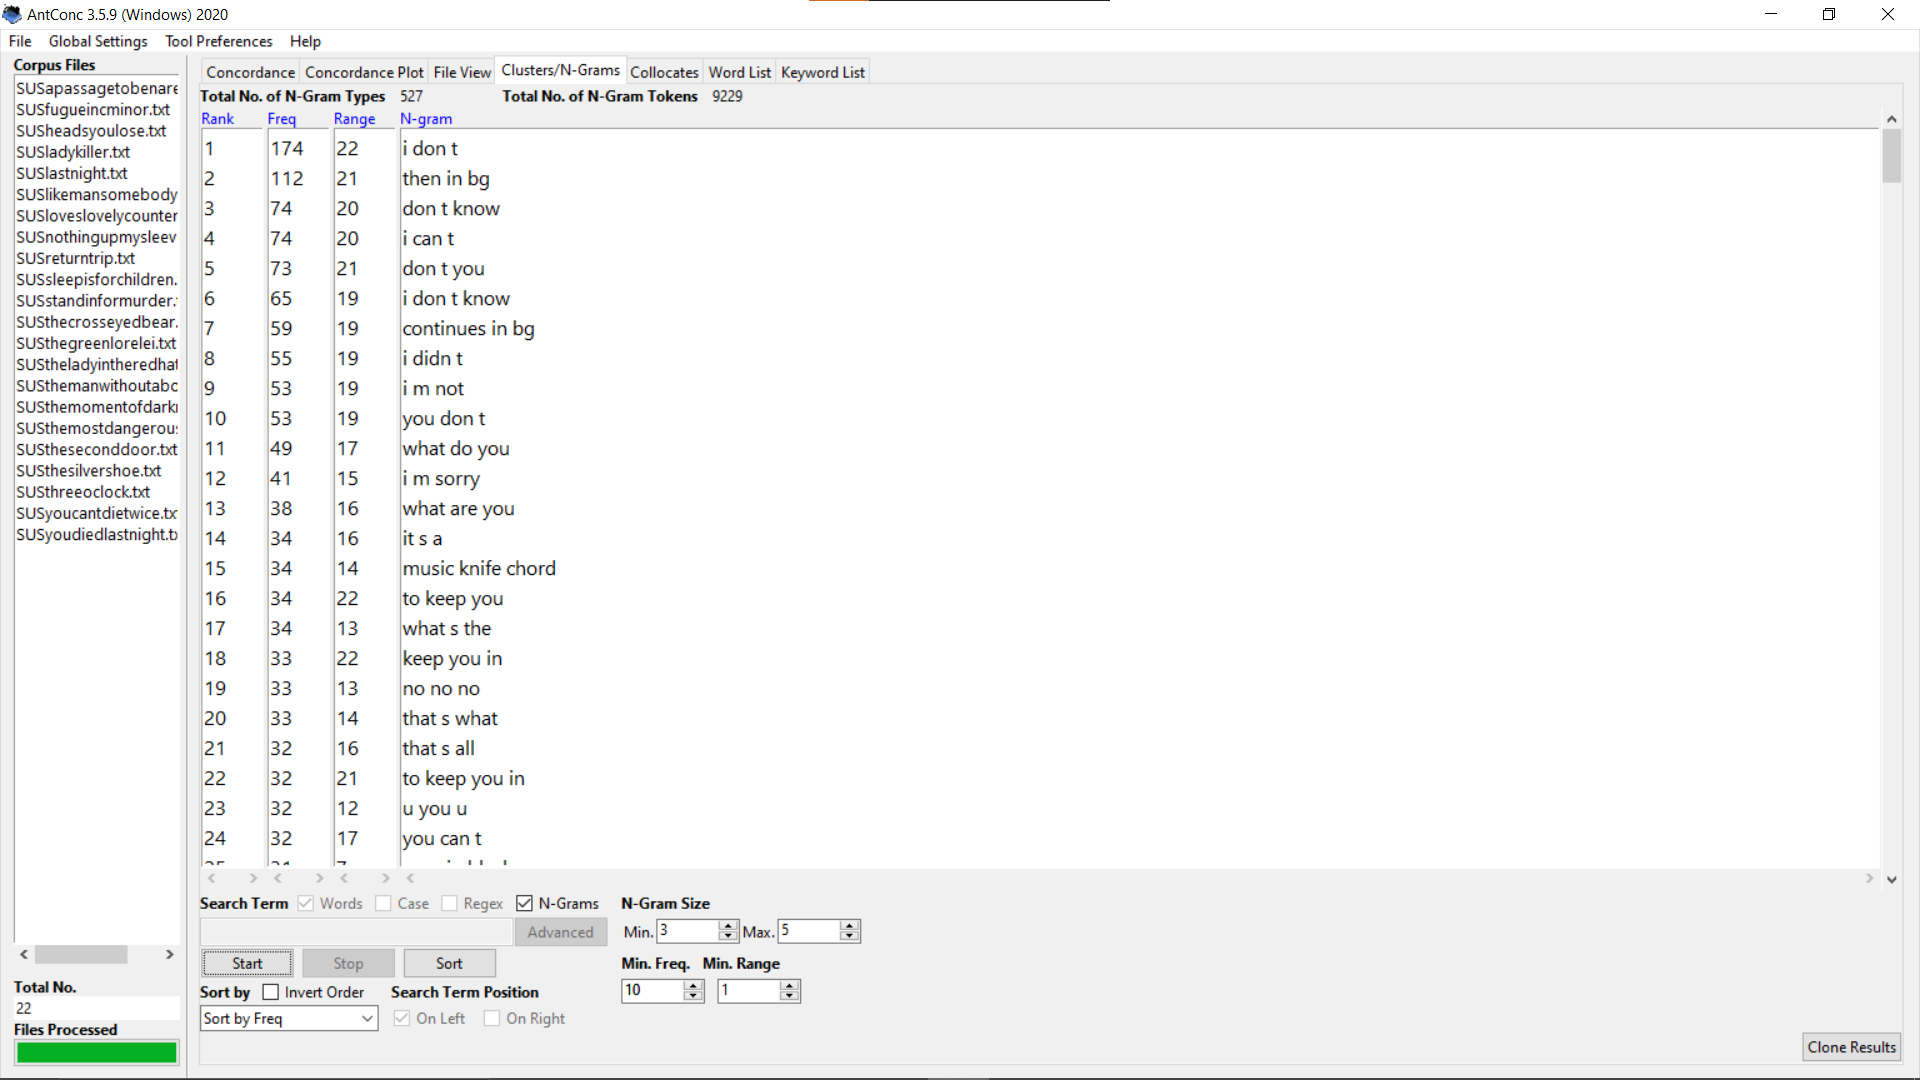 AntConc 3.5.9 (Windows) 2020
File Global Settings Tool Preferences Help
Corpus Files
SUSapassagetobenare
SUSfugueincminor.txt
SUSheadsyoulose.txt
SUSladykiller.txt
SUSlastnight.txt
SUSlikemansomebody
SUSloveslovelycounter
SUSnothingupmysleev
SUSreturntrip.txt
SUSsleepisforchildren.
SUSstandinformurder.
SUSthecrosseyedbear.
SUSthegreenlorelei.txt
SUStheladyintheredhat
SUSthemanwithoutabo
SUSthemomentofdark
SUSthemostdangerou
SUStheseconddoor.txt
SUSthesilvershoe.txt
SUSthreeoclock.txt
SUSyoucantdietwice.tx
SUSyoudiedlastnight.t
Total No.
22
Files Processed
Concordance Concordance Plot File View Clusters/N-Grams Collocates Word List Keyword List
Total No. of N-Gram Types 527 Total No. of N-Gram Tokens 9229
Rank Freq Range N-gram
1 174 22 i don t
2 112 21 then in bg
3 74 20 don t know
4 74 20 i can t
5 73 21 don t you
6 65 19 i don t know
7 59 19 continues in bg
8 55 19 i didn t
9 53 19 i m not
10 53 19 you don t
11 49 17 what do you
12 41 15 i m sorry
13 38 16 what are you
14 34 16 it s a
15 34 14 music knife chord
16 34 22 to keep you
17 34 13 what s the
18 33 22 keep you in
19 33 13 no no no
20 33 14 that s what
21 32 16 that s all
22 32 21 to keep you in
23 32 12 u you u
24 32 17 you can t
Search Term Words Case Regex N-Grams N-Gram Size
Advanced Min. 3 Max. 5
Start Stop Sort Min. Freq. Min. Range
10 1
Sort by Invert Order Search Term Position
Sort by Freq On Left On Right
Clone Results